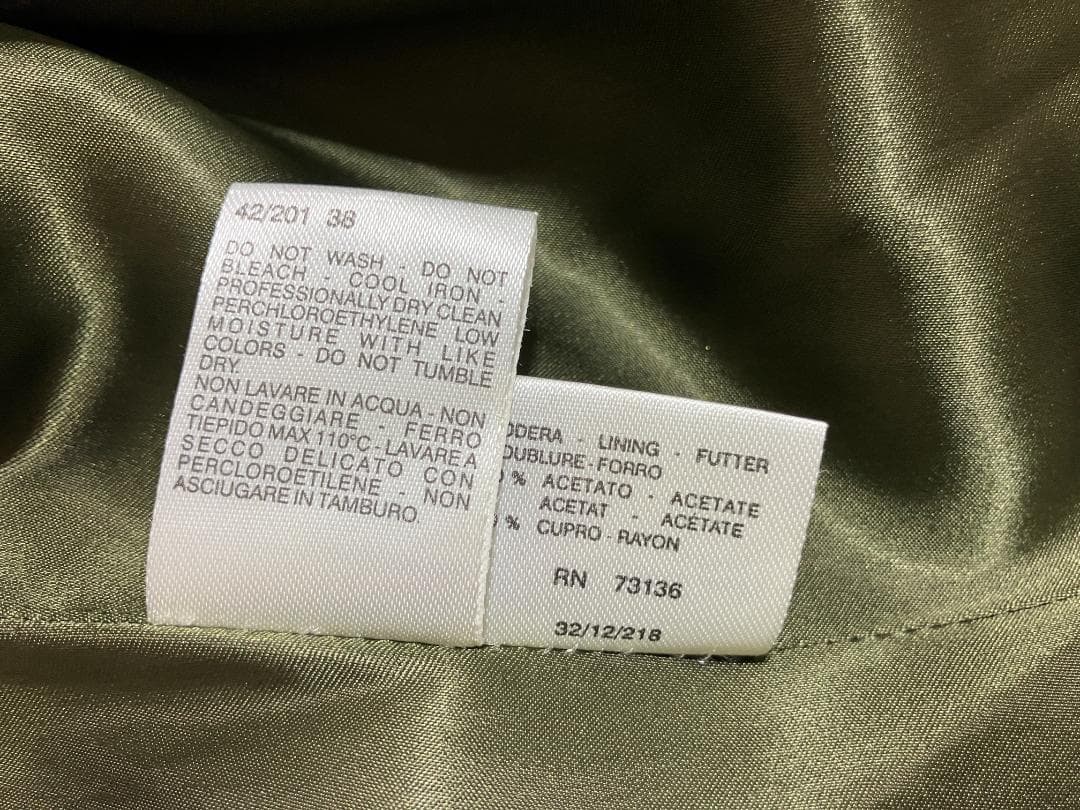 42/201 38
DO NOT WASH - DO NOT
BLEACH - COOL IRON -
PROFESSIONALLY DRY CLEAN
PERCHLOROETHYLENE LOW
MOISTURE WITH LIKE
COLORS - DO NOT TUMBLE
DRY.
NON LAVARE IN ACQUA - NON
CANDEGGIARE - FERRO
TIEPIDO MAX 110°C - LAVARE A
SECCO DELICATO CON
PERCLOROETILENE - NON
ASCIUGARE IN TAMBURO
ODERA - LINING - FUTTER
OUBLURE - FORRO
% ACETATO - ACETATE
ACETAT - ACÉTATE
% CUPRO - RAYON
RN 73136
32/12/218